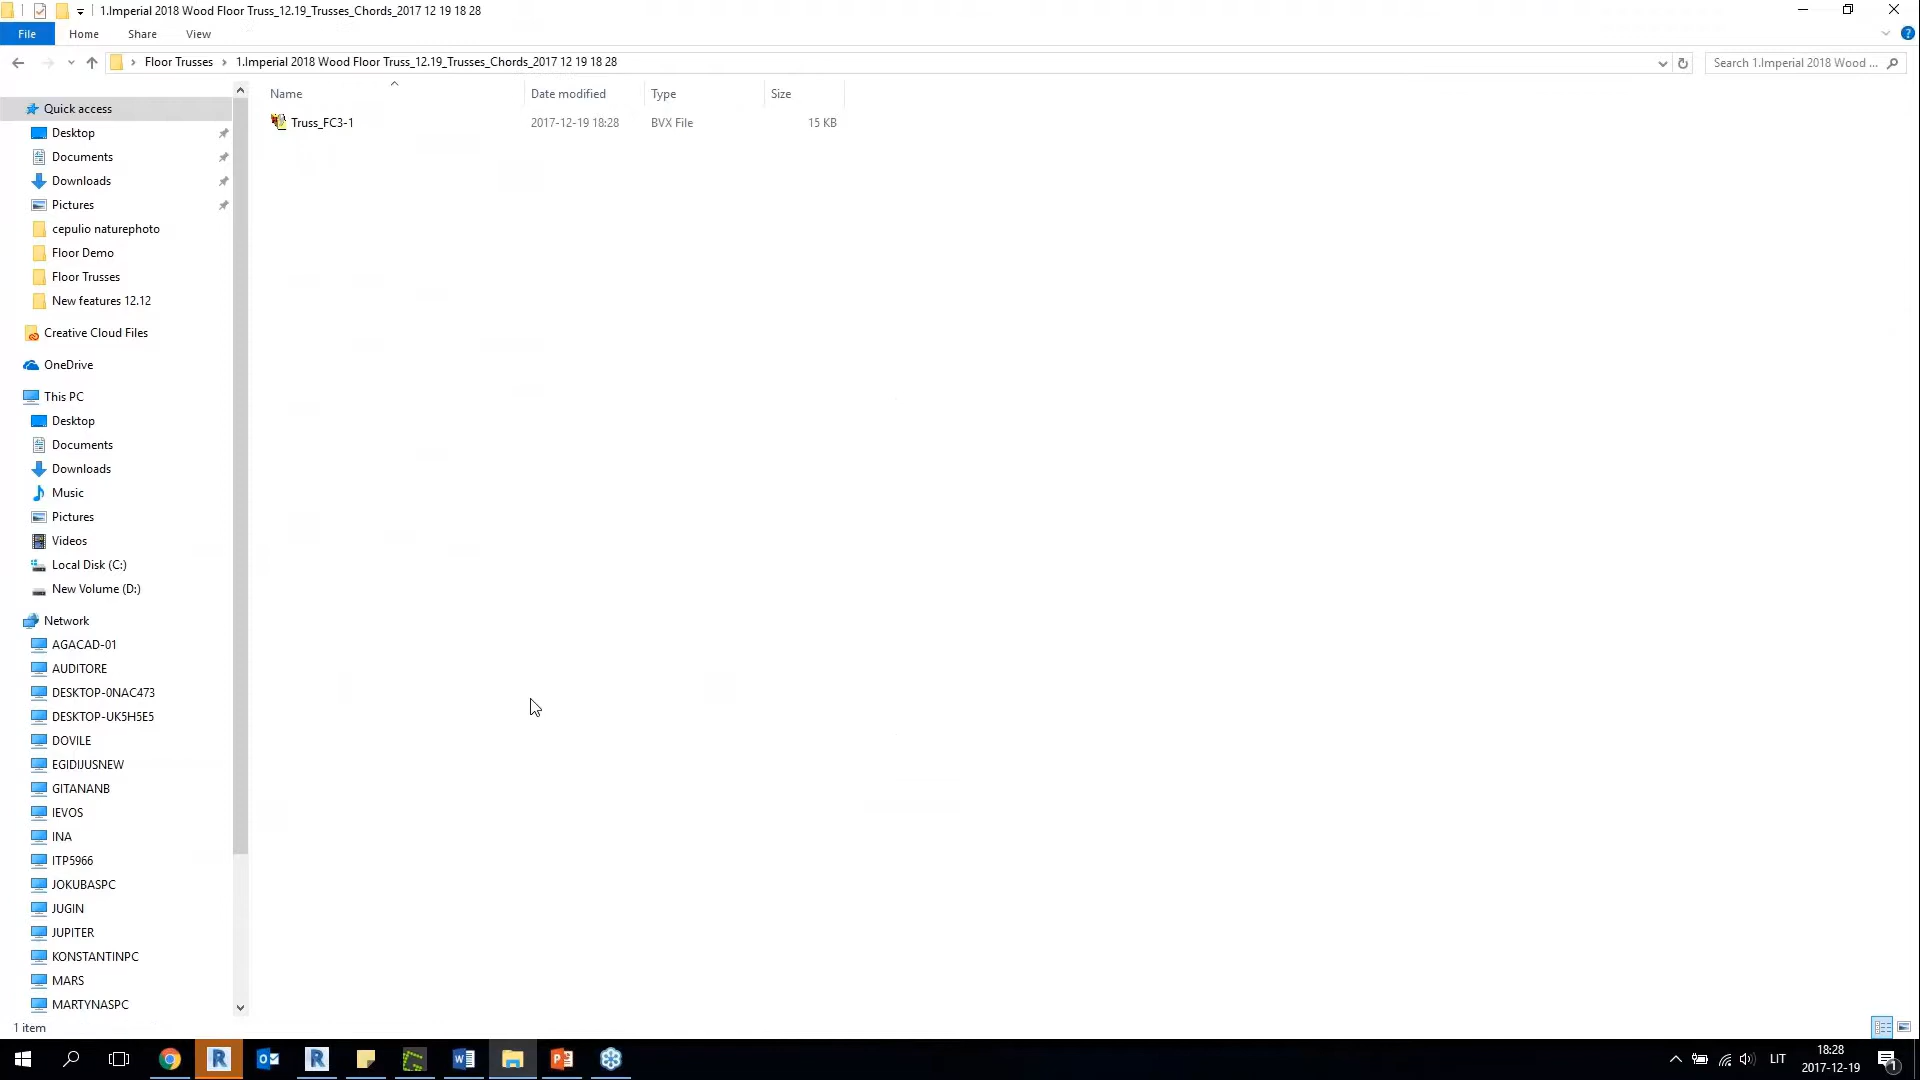 1.Imperial 2018 Wood Floor Truss_12.19_Trusses_Chords_2017 12 19 18 28
File Home Share View
Floor Trusses 1.Imperial 2018 Wood Floor Truss_12.19_Trusses_Chords_2017 12 19 18 28 Search 1.Imperial 2018 Wood ...
Name Date modified Type Size
Truss_FC3-1 2017-12-19 18:28 BVX File 15 KB
Quick access
Desktop
Documents
Downloads
Pictures
cepulio naturephoto
Floor Demo
Floor Trusses
New features 12.12
Creative Cloud Files
OneDrive
This PC
Desktop
Documents
Downloads
Music
Pictures
Videos
Local Disk (C:)
New Volume (D:)
Network
AGACAD-01
AUDITORE
DESKTOP-0NAC473
DESKTOP-UK5H5E5
DOVILE
EGIDIJUSNEW
GITANANB
IEVOS
INA
ITP5966
JOKUBASPC
JUGIN
JUPITER
KONSTANTINPC
MARS
MARTYNASPC
1 item
LIT
18:28
2017-12-19
1